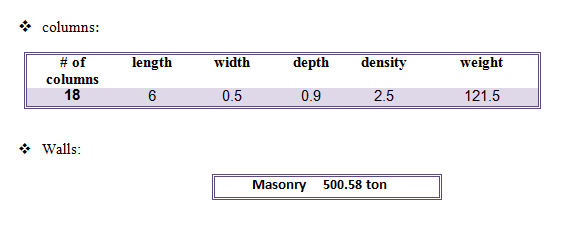 ❖ columns:
# of columns length width depth density weight
18 6 0.5 0.9 2.5 121.5
❖ Walls:
Masonry 500.58 ton